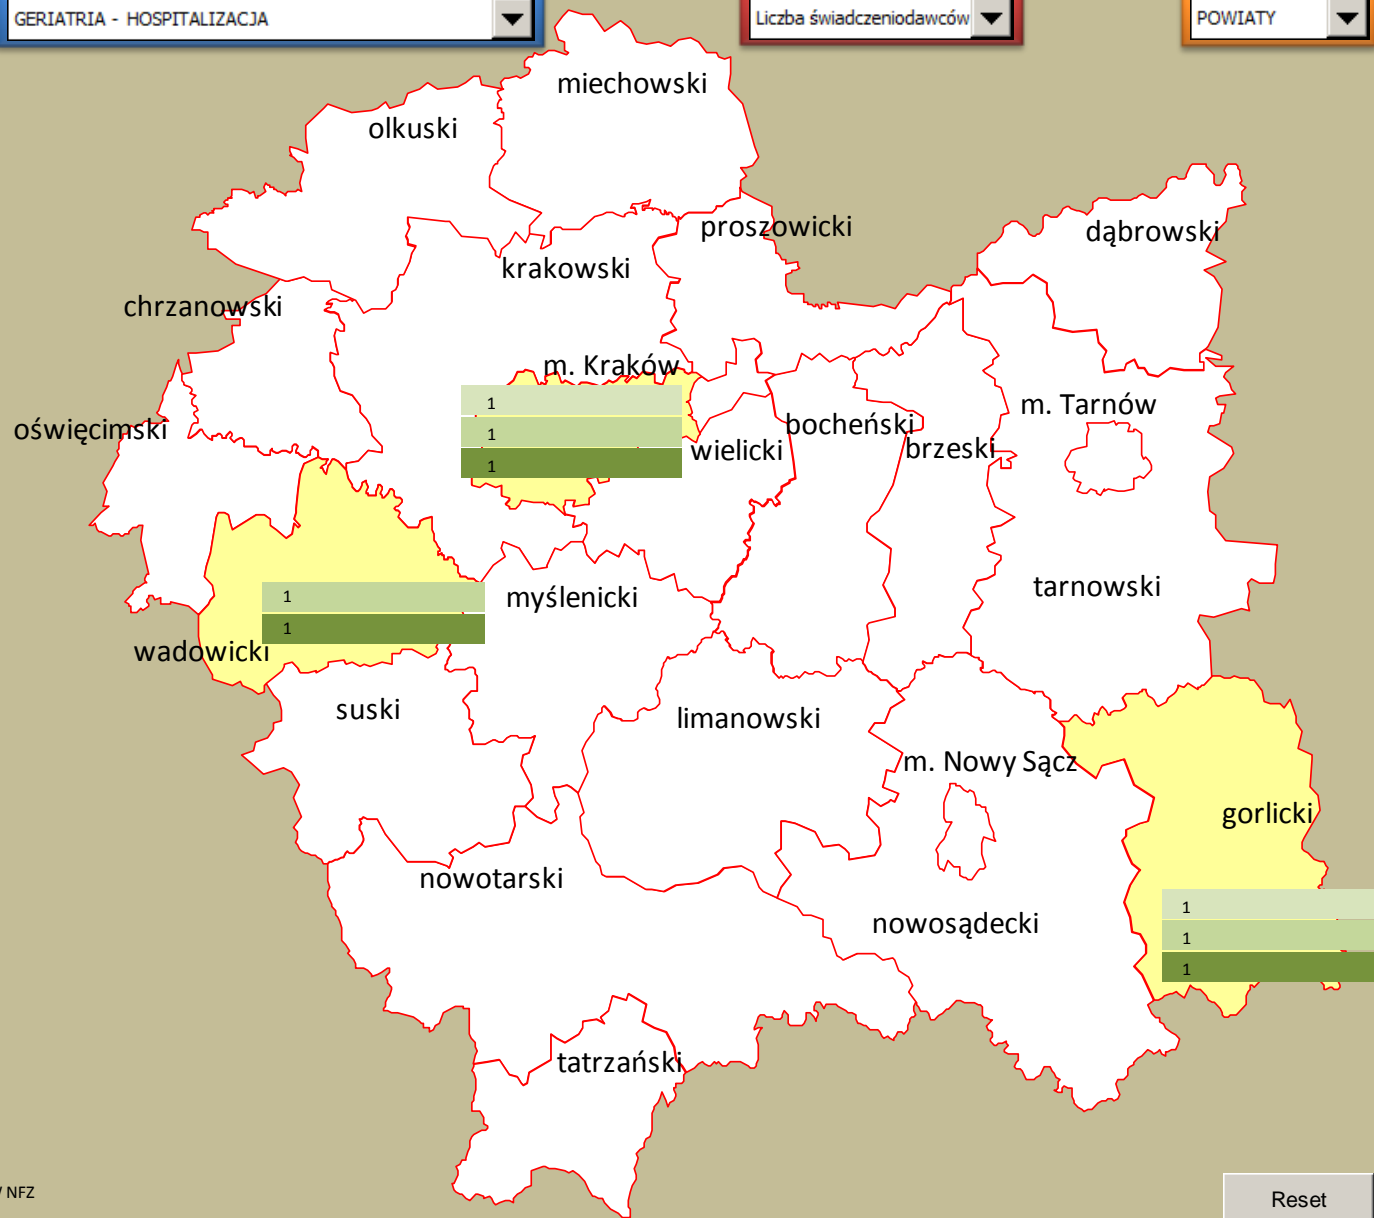 GERIATRIA - HOSPITALIZACJA
Liczba świadczeniodawców
POWIATY
miechowski
olkuski
proszowicki
dąbrowski
krakowski
chrzanowski
m. Kraków
1
1
1
m. Tarnów
oświęcimski
bocheński
wielicki
brzeski
tarnowski
myślenicki
1
1
wadowicki
suski
limanowski
m. Nowy Sącz
gorlicki
nowotarski
nowosądecki
1
1
1
tatrzański
NFZ
Reset